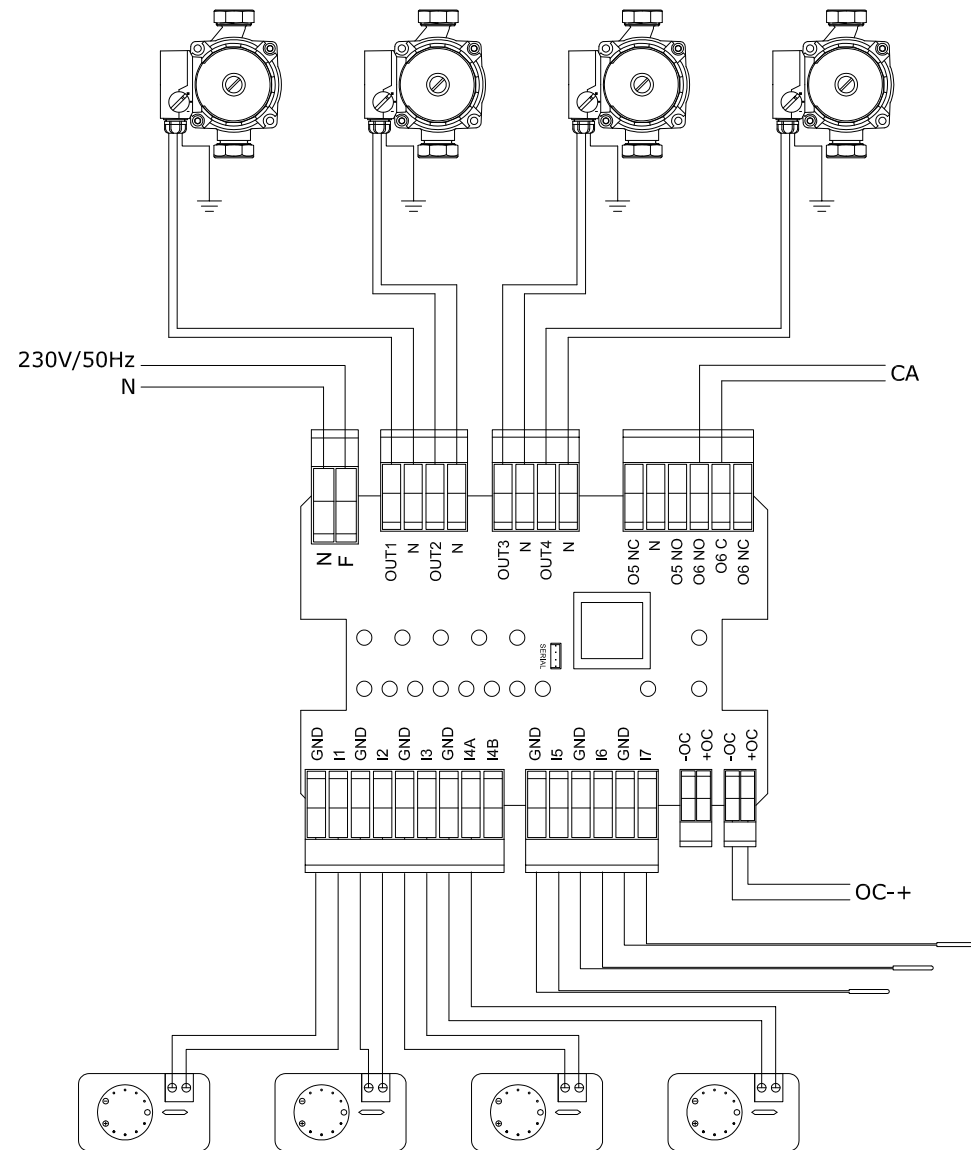 230V/50Hz
N
CA
N
F
OUT1
N
OUT2
N
OUT3
N
OUT4
N
O5 NC
N
O5 NO
O6 NO
O6 C
O6 NC
SERIAL
GND
I1
GND
I2
GND
I3
GND
I4A
I4B
GND
I5
GND
I6
GND
I7
-OC
+OC
-OC
+OC
OC-+